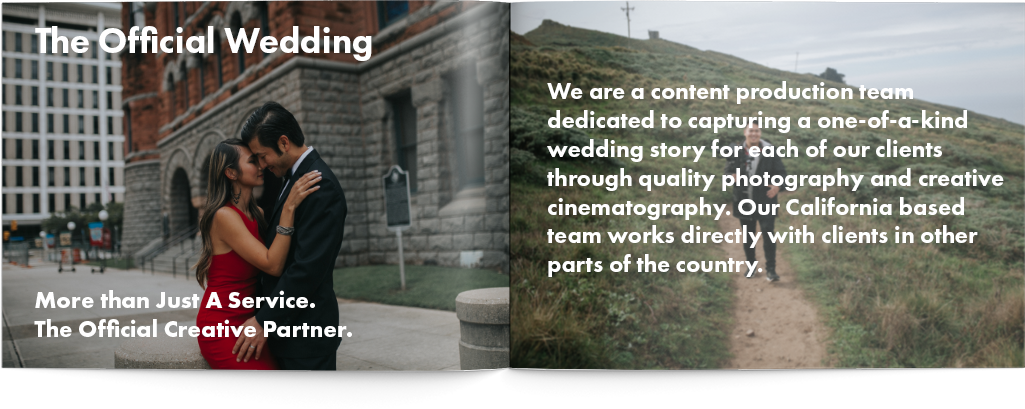 The Official Wedding
More than Just A Service.
The Official Creative Partner.
We are a content production team
dedicated to capturing a one-of-a-kind
wedding story for each of our clients
through quality photography and creative
cinematography. Our California based
team works directly with clients in other
parts of the country.